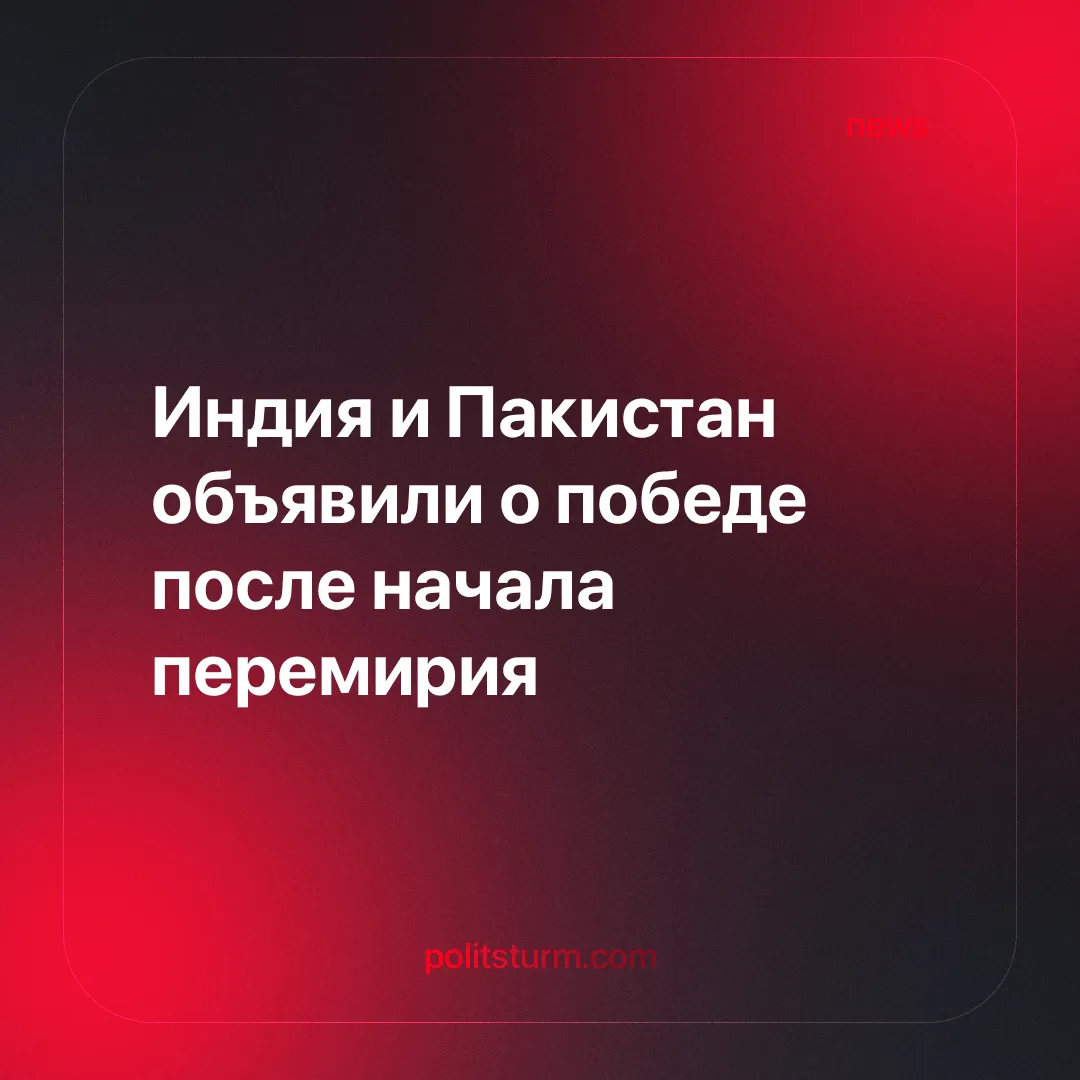 news
Индия и Пакистан
объявили о победе
после начала
перемирия
politsturm.com